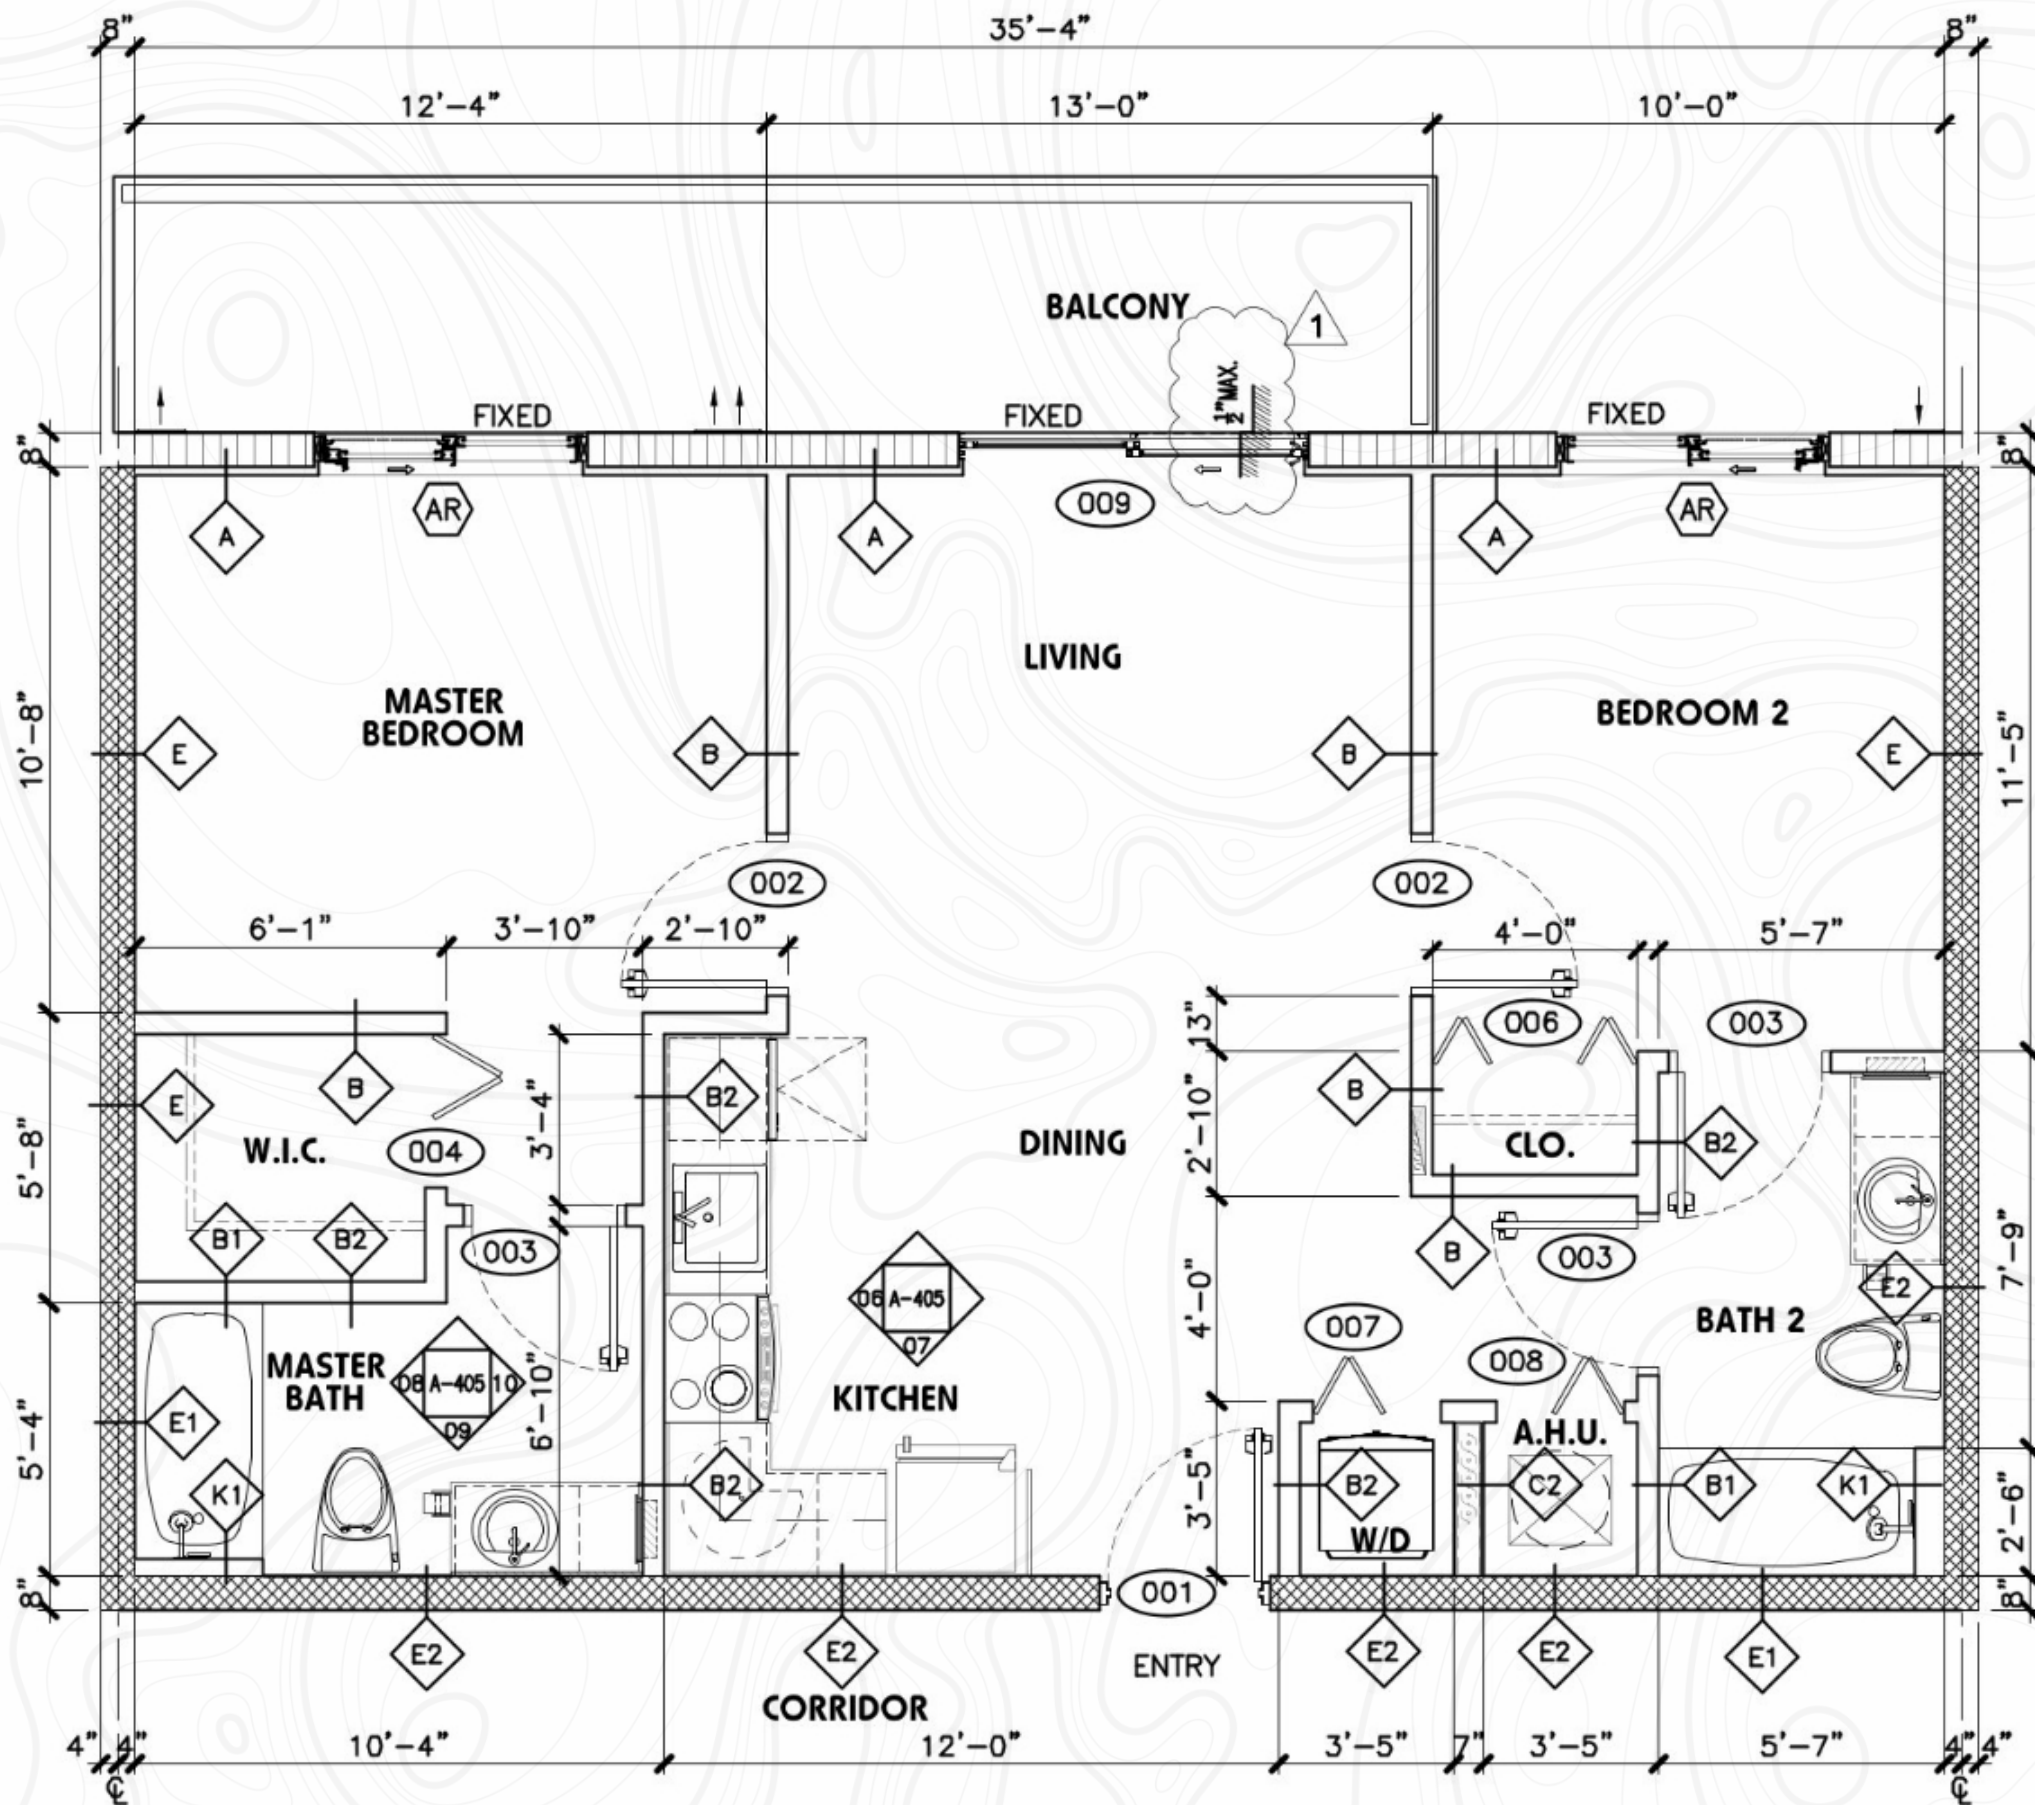 8" 35'-4" 8"
12'-4" 13'-0" 10'-0"
BALCONY
1
1/2" MAX.
FIXED FIXED FIXED
8" 8"
AR 009 AR
A A A
LIVING
MASTER
BEDROOM
BEDROOM 2
10'-8" E B B E 11'-5"
002 002
6'-1" 3'-10" 2'-10" 4'-0" 5'-7"
13" 006 003
E B B2 B
5'-8" W.I.C. 004 3'-4" DINING 2'-10" CLO. B2
B1 B2 003 B 003
7'-9"
06 A-405
07
4'-0" E2
MASTER
BATH
08 A-405 10
09
007 008 BATH 2
6'-10" KITCHEN
5'-4" E1 A.H.U.
K1 B2 3'-5" B2 C2 B1 K1
W/D 2'-6"
8" 001 8"
E2 E2 ENTRY E2 E2 E1
CORRIDOR
4" 4" 10'-4" 12'-0" 3'-5" 7" 3'-5" 5'-7" 4" 4"
℄ ℄